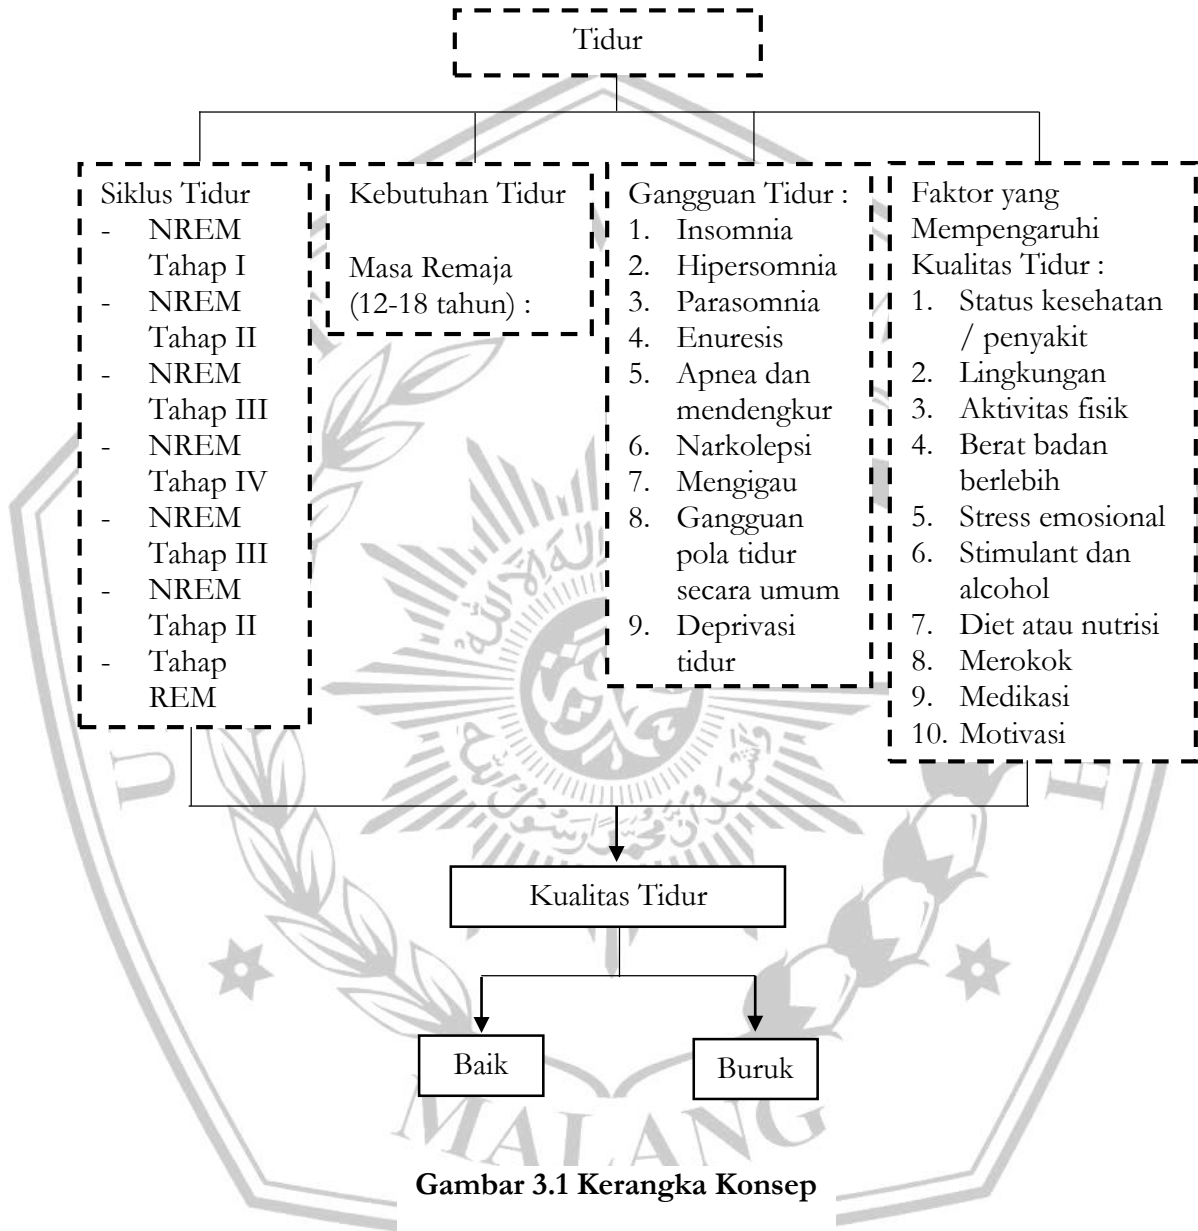 Tidur
Siklus Tidur
- NREM
Tahap I
- NREM
Tahap II
- NREM
Tahap III
- NREM
Tahap IV
- NREM
Tahap III
- NREM
Tahap II
- Tahap
REM
Kebutuhan Tidur
Masa Remaja
(12-18 tahun) :
Gangguan Tidur :
1. Insomnia
2. Hipersomnia
3. Parasomnia
4. Enuresis
5. Apnea dan
mendengkur
6. Narkolepsi
7. Mengigau
8. Gangguan
pola tidur
secara umum
9. Deprivasi
tidur
Faktor yang
Mempengaruhi
Kualitas Tidur :
1. Status kesehatan
/ penyakit
2. Lingkungan
3. Aktivitas fisik
4. Berat badan
berlebih
5. Stress emosional
6. Stimulant dan
alcohol
7. Diet atau nutrisi
8. Merokok
9. Medikasi
10. Motivasi
Kualitas Tidur
Baik
Buruk
MALANG
Gambar 3.1 Kerangka Konsep